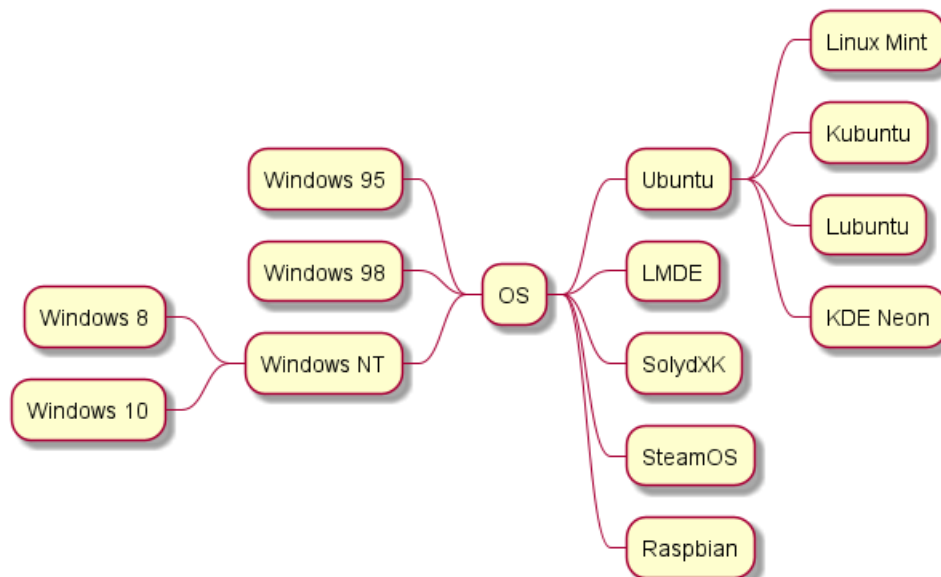 Linux Mint
Kubuntu
Windows 95
Ubuntu
Lubuntu
Windows 98
OS
LMDE
Windows 8
KDE Neon
Windows NT
SolydXK
Windows 10
SteamOS
Raspbian